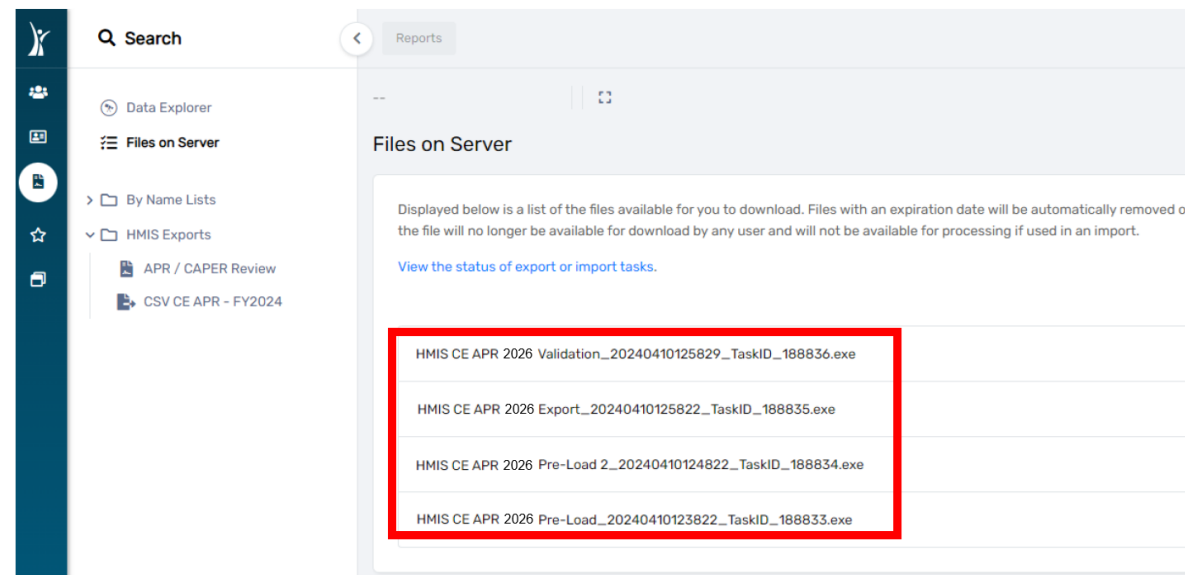 Search
Reports
Data Explorer
Files on Server
By Name Lists
HMIS Exports
APR / CAPER Review
CSV CE APR - FY2024
--
Files on Server
Displayed below is a list of the files available for you to download. Files with an expiration date will be automatically removed
the file will no longer be available for download by any user and will not be available for processing if used in an import.
View the status of export or import tasks.
HMIS CE APR 2026 Validation_20240410125829_TaskID_188836.exe
HMIS CE APR 2026 Export_20240410125822_TaskID_188835.exe
HMIS CE APR 2026 Pre-Load 2_20240410124822_TaskID_188834.exe
HMIS CE APR 2026 Pre-Load_20240410123822_TaskID_188833.exe